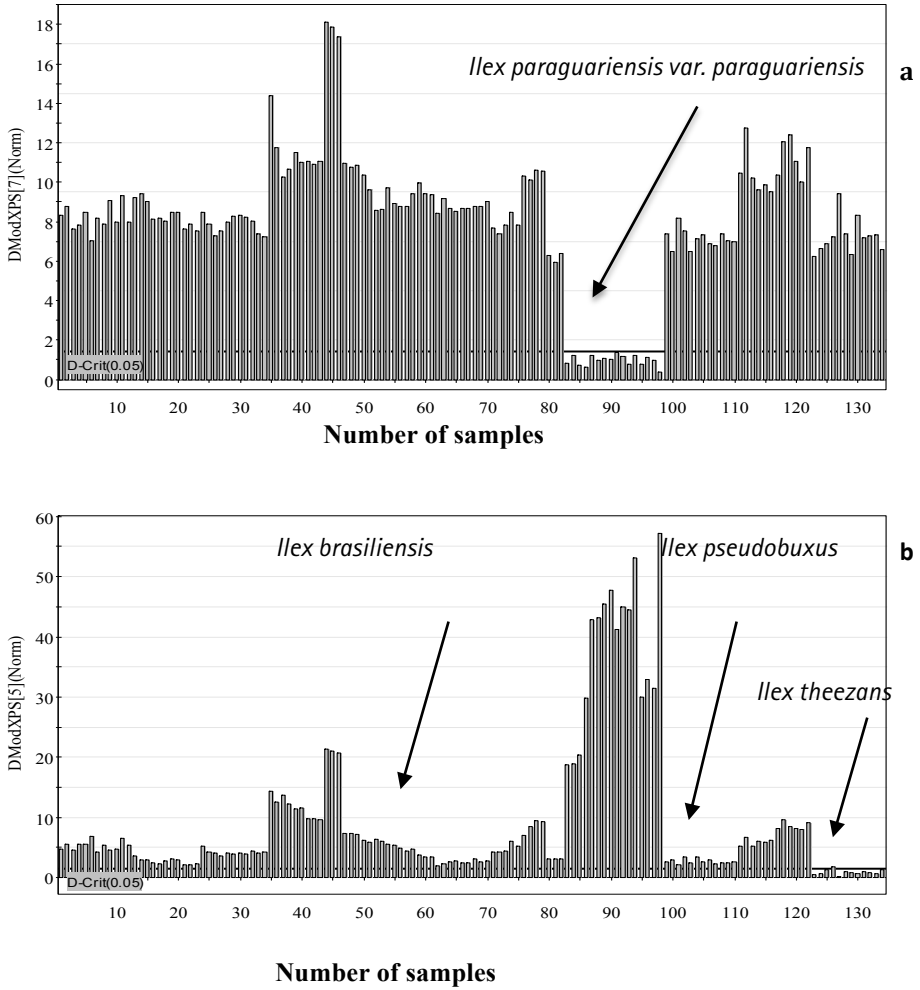 18
16
14
12
10
8
6
4
2
0
DModXPS[7](Norm)
Ilex paraguariensis var. paraguariensis
a
D-Crit(0.05)
10 20 30 40 50 60 70 80 90 100 110 120 130
Number of samples
60
50
40
30
20
10
0
DModXPS[5](Norm)
Ilex brasiliensis
Ilex pseudobuxus
b
Ilex theezans
D-Crit(0.05)
10 20 30 40 50 60 70 80 90 100 110 120 130
Number of samples